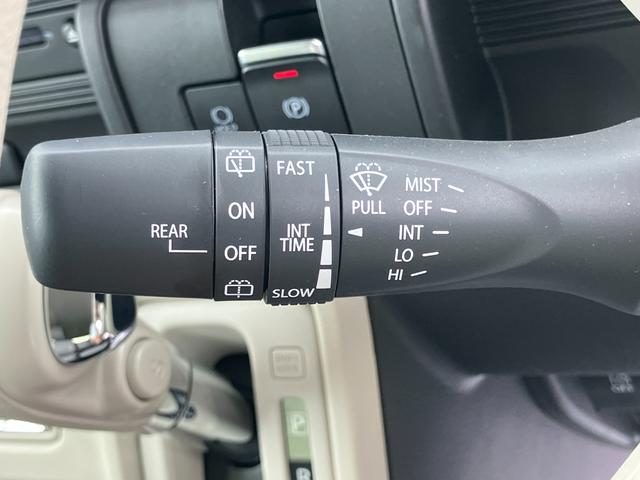 REAR
ON
OFF
FAST
INT
TIME
SLOW
PULL
MIST
OFF
INT
LO
HI
P
P